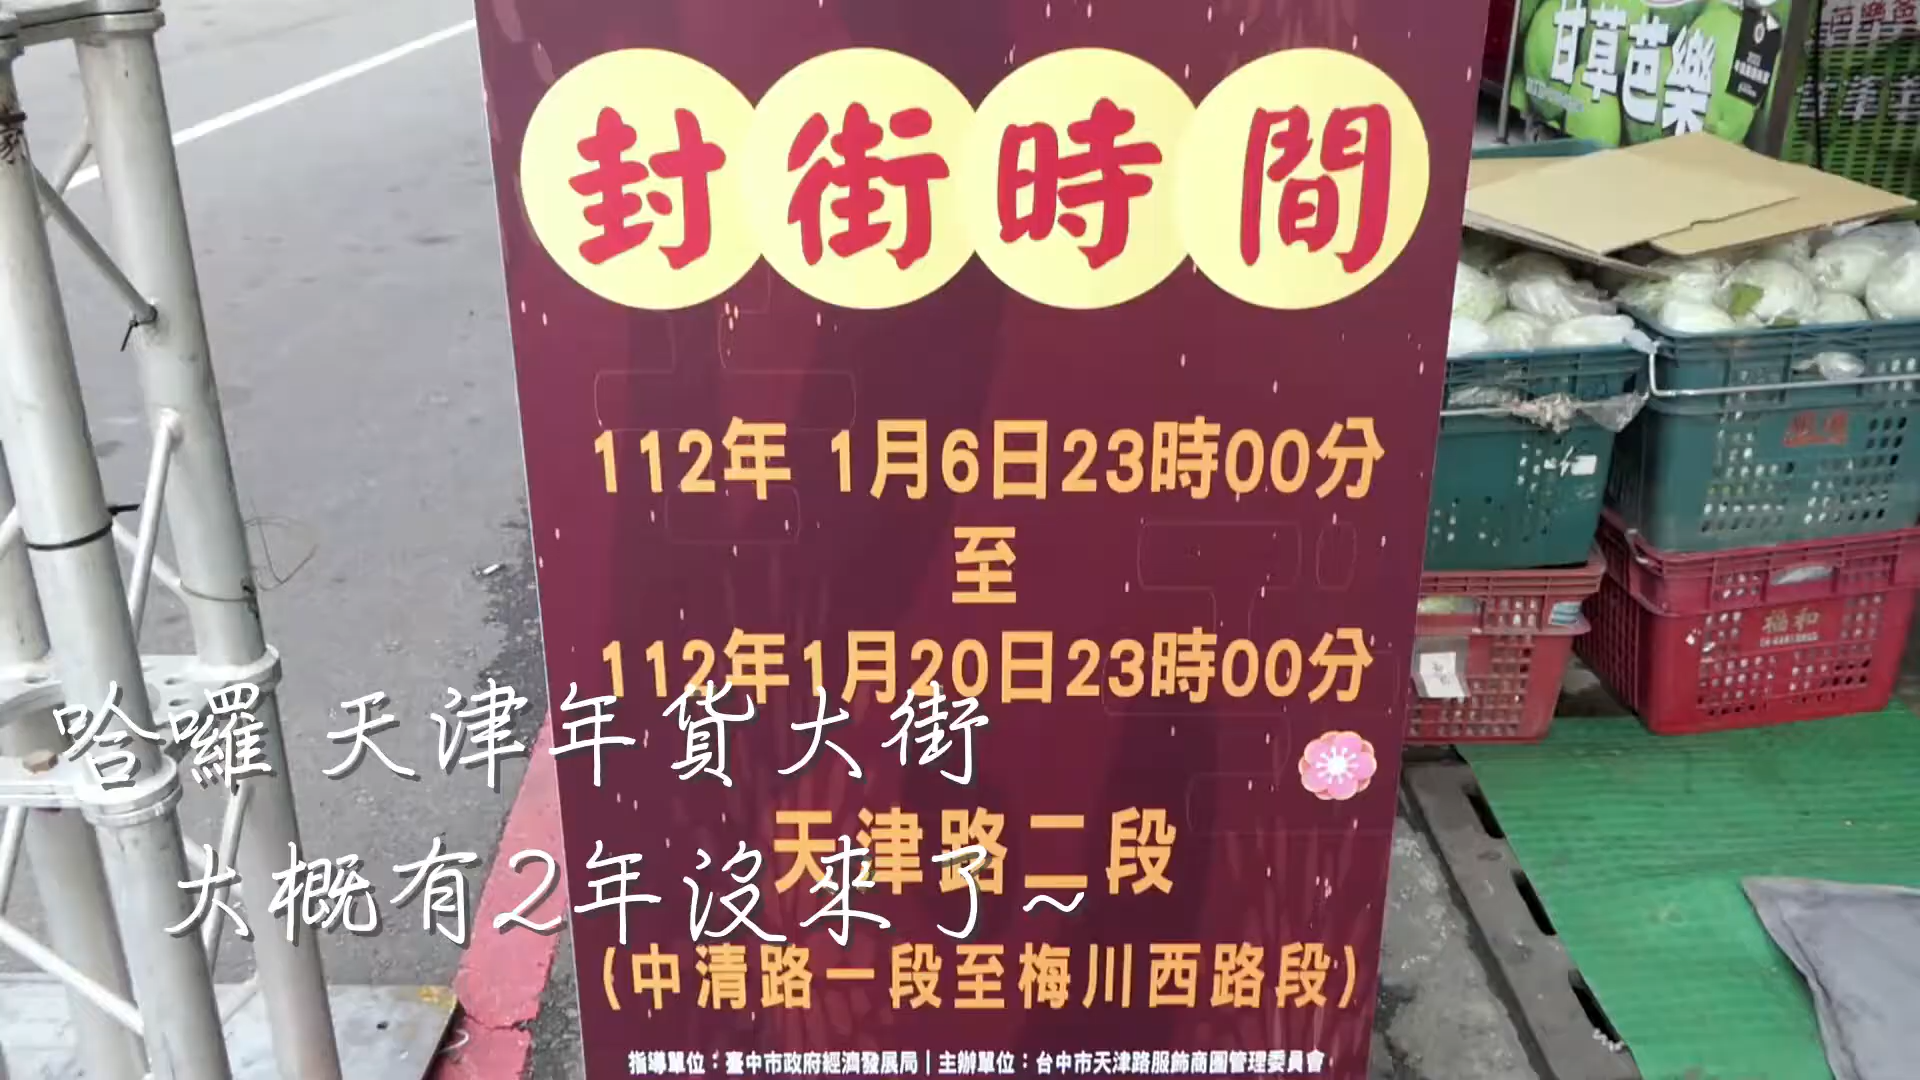 封街時間
甘草芭樂
112年 1月6日23時00分
至
112年1月20日23時00分
福和
哈囉 天津年貨大街
天津路二段
大概有2年沒來了~
(中清路一段至梅川西路段)
指導單位：臺中市政府經濟發展局｜主辦單位：台中市天津路服飾商圈管理委員會